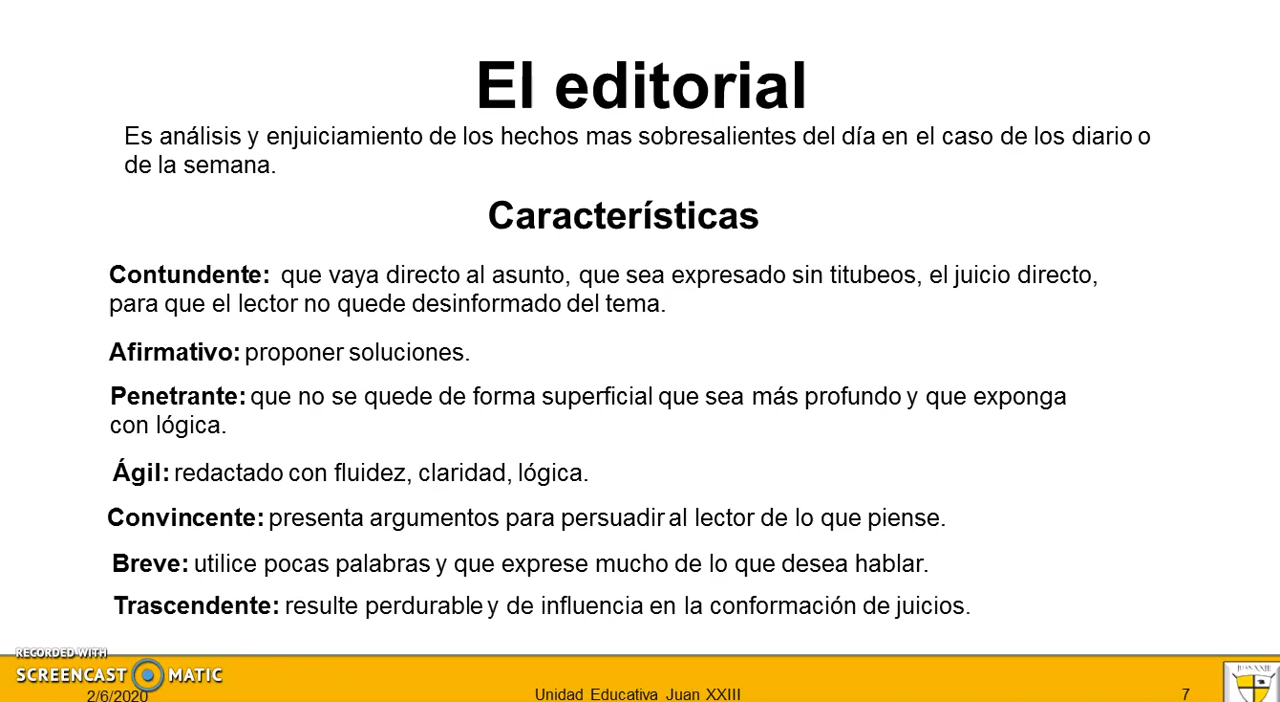 El editorial
Es análisis y enjuiciamiento de los hechos mas sobresalientes del día en el caso de los diario o
de la semana.
Características
Contundente: que vaya directo al asunto, que sea expresado sin titubeos, el juicio directo,
para que el lector no quede desinformado del tema.
Afirmativo: proponer soluciones.
Penetrante: que no se quede de forma superficial que sea más profundo y que exponga
con lógica.
Ágil: redactado con fluidez, claridad, lógica.
Convincente: presenta argumentos para persuadir al lector de lo que piense.
Breve: utilice pocas palabras y que exprese mucho de lo que desea hablar.
Trascendente: resulte perdurable y de influencia en la conformación de juicios.
RECORDED WITH
SCREENCAST MATIC
2/6/2020
Unidad Educativa Juan XXIII
7
JUAN XXIII